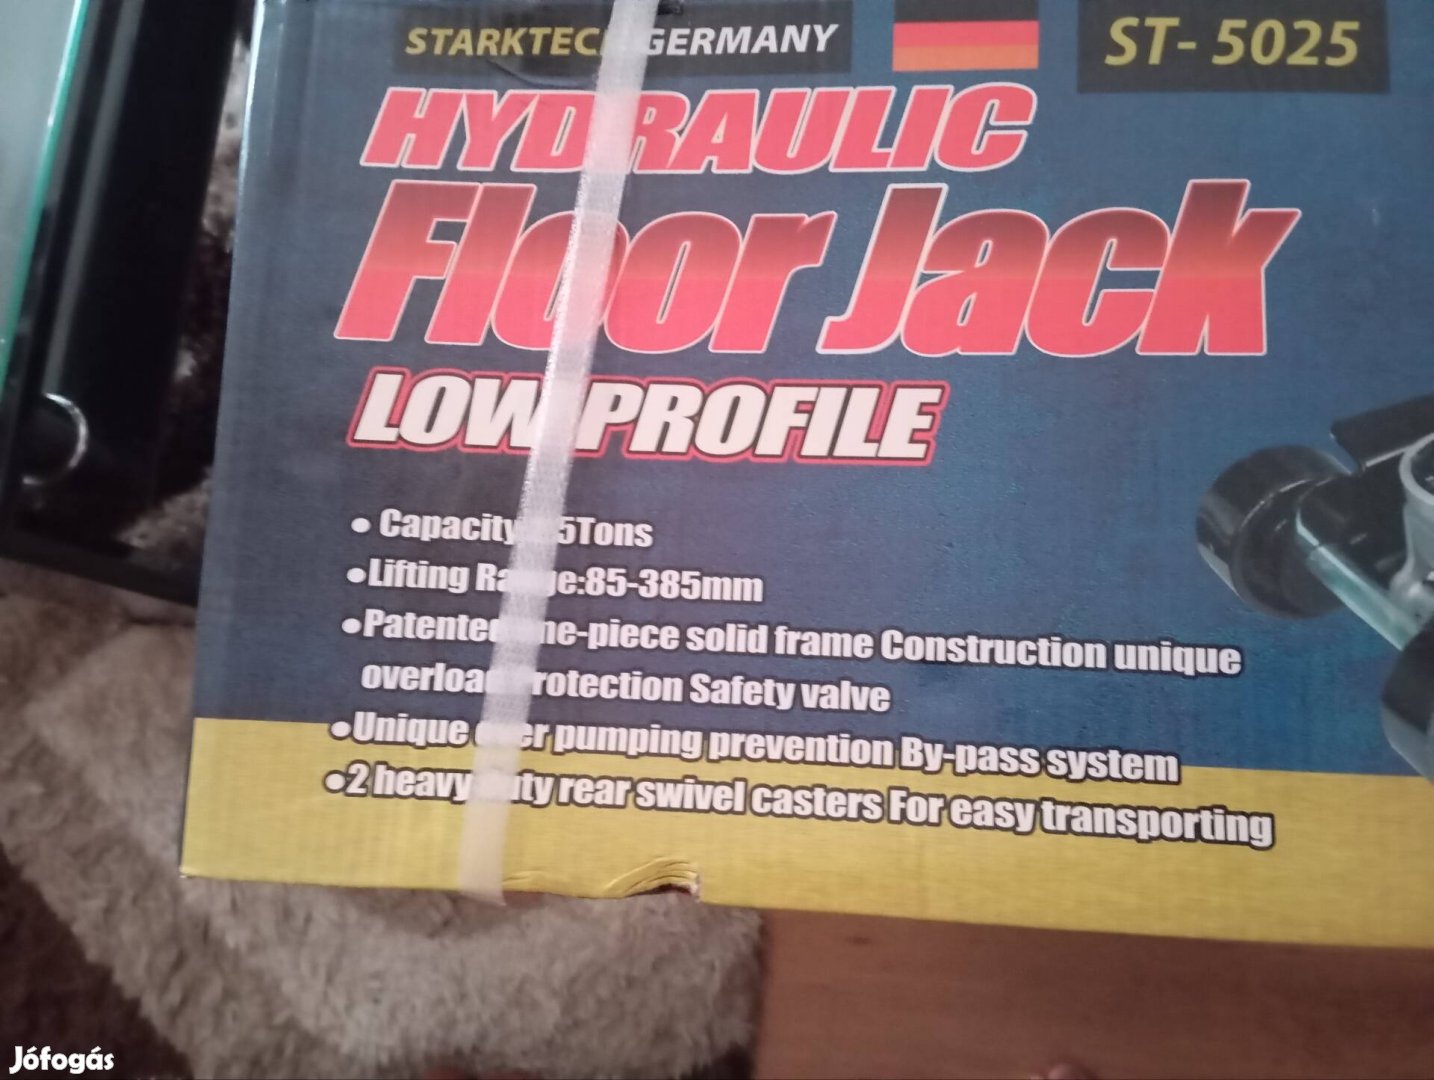 STARKTECH GERMANY
ST- 5025
HYDRAULIC
Floor Jack
LOW PROFILE
• Capacity 5Tons
•Lifting Range:85-385mm
•Patented one-piece solid frame Construction unique
overload Protection Safety valve
•Unique over pumping prevention By-pass system
•2 heavy duty rear swivel casters For easy transporting
Jófogás